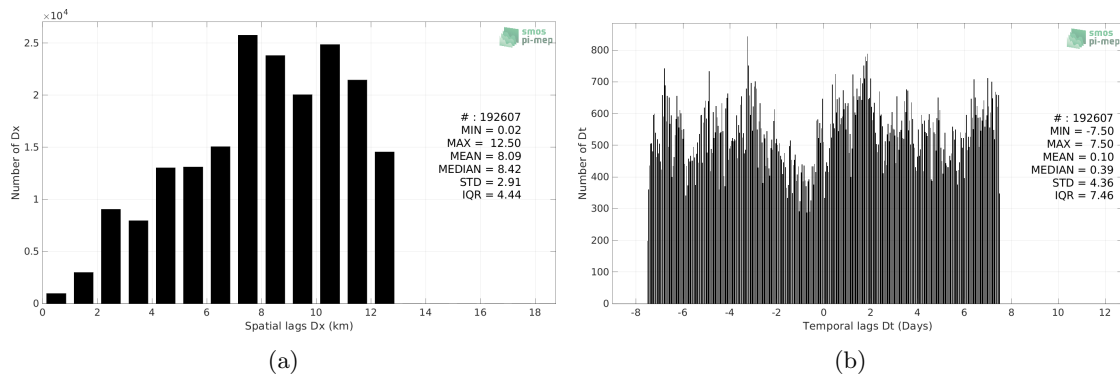 ×10⁴
2.5
2
1.5
1
0.5
0
Number of Dx
0 2 4 6 8 10 12 14 16 18
Spatial lags Dx (km)
smos
pi-mep
# : 192607
MIN = 0.02
MAX = 12.50
MEAN = 8.09
MEDIAN = 8.42
STD = 2.91
IQR = 4.44
(a)
800
700
600
500
400
300
200
100
0
Number of Dt
-8 -6 -4 -2 0 2 4 6 8 10 12
Temporal lags Dt (Days)
smos
pi-mep
# : 192607
MIN = -7.50
MAX = 7.50
MEAN = 0.10
MEDIAN = 0.39
STD = 4.36
IQR = 7.46
(b)